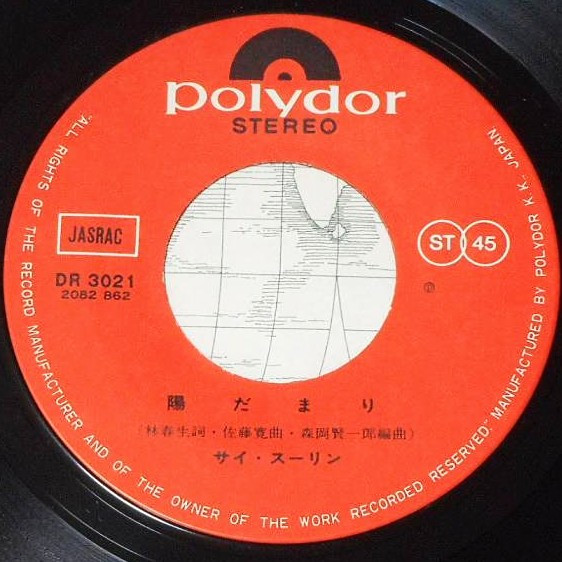 polydor
STEREO
JASRAC
DR 3021
2082 862
ST 45
℗
陽だまり
(林春生詞・佐藤寛曲・森岡賢一郎編曲)
サイ・スーリン
"ALL RIGHTS OF THE RECORD MANUFACTURER AND OF THE OWNER OF THE WORK RECORDED RESERVED." MANUFACTURED BY POLYDOR K.K., JAPAN